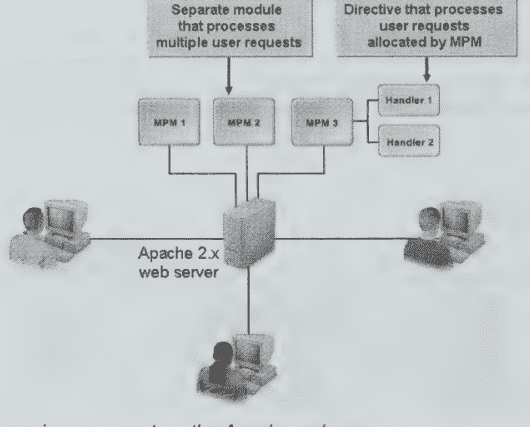 Separate module
that processes
multiple user requests
Directive that processes
user requests
allocated by MPM
MPM 1
MPM 2
MPM 3
Handler 1
Handler 2
Apache 2.x
web server